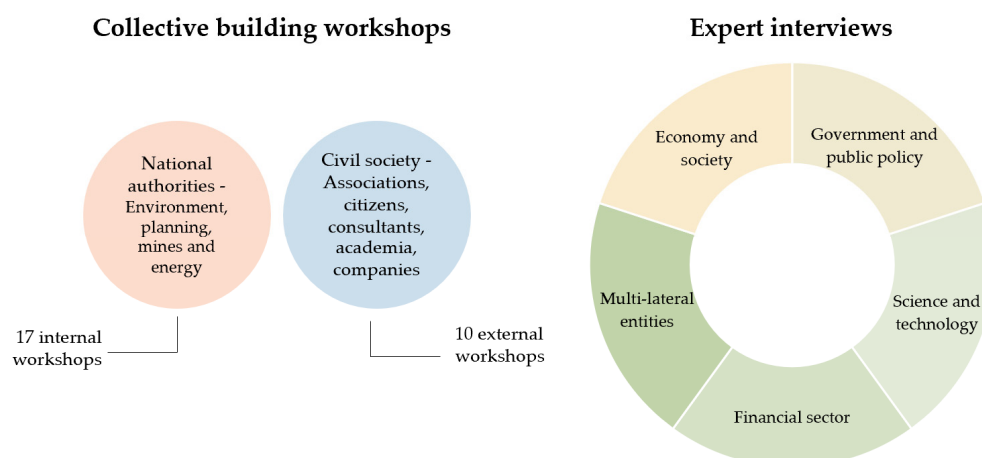 Collective building workshops
National
authorities -
Environment,
planning,
mines and
energy
Civil society -
Associations,
citizens,
consultants,
academia,
companies
17 internal
workshops
10 external
workshops
Expert interviews
Economy and
society
Government and
public policy
Multi-lateral
entities
Science and
technology
Financial sector